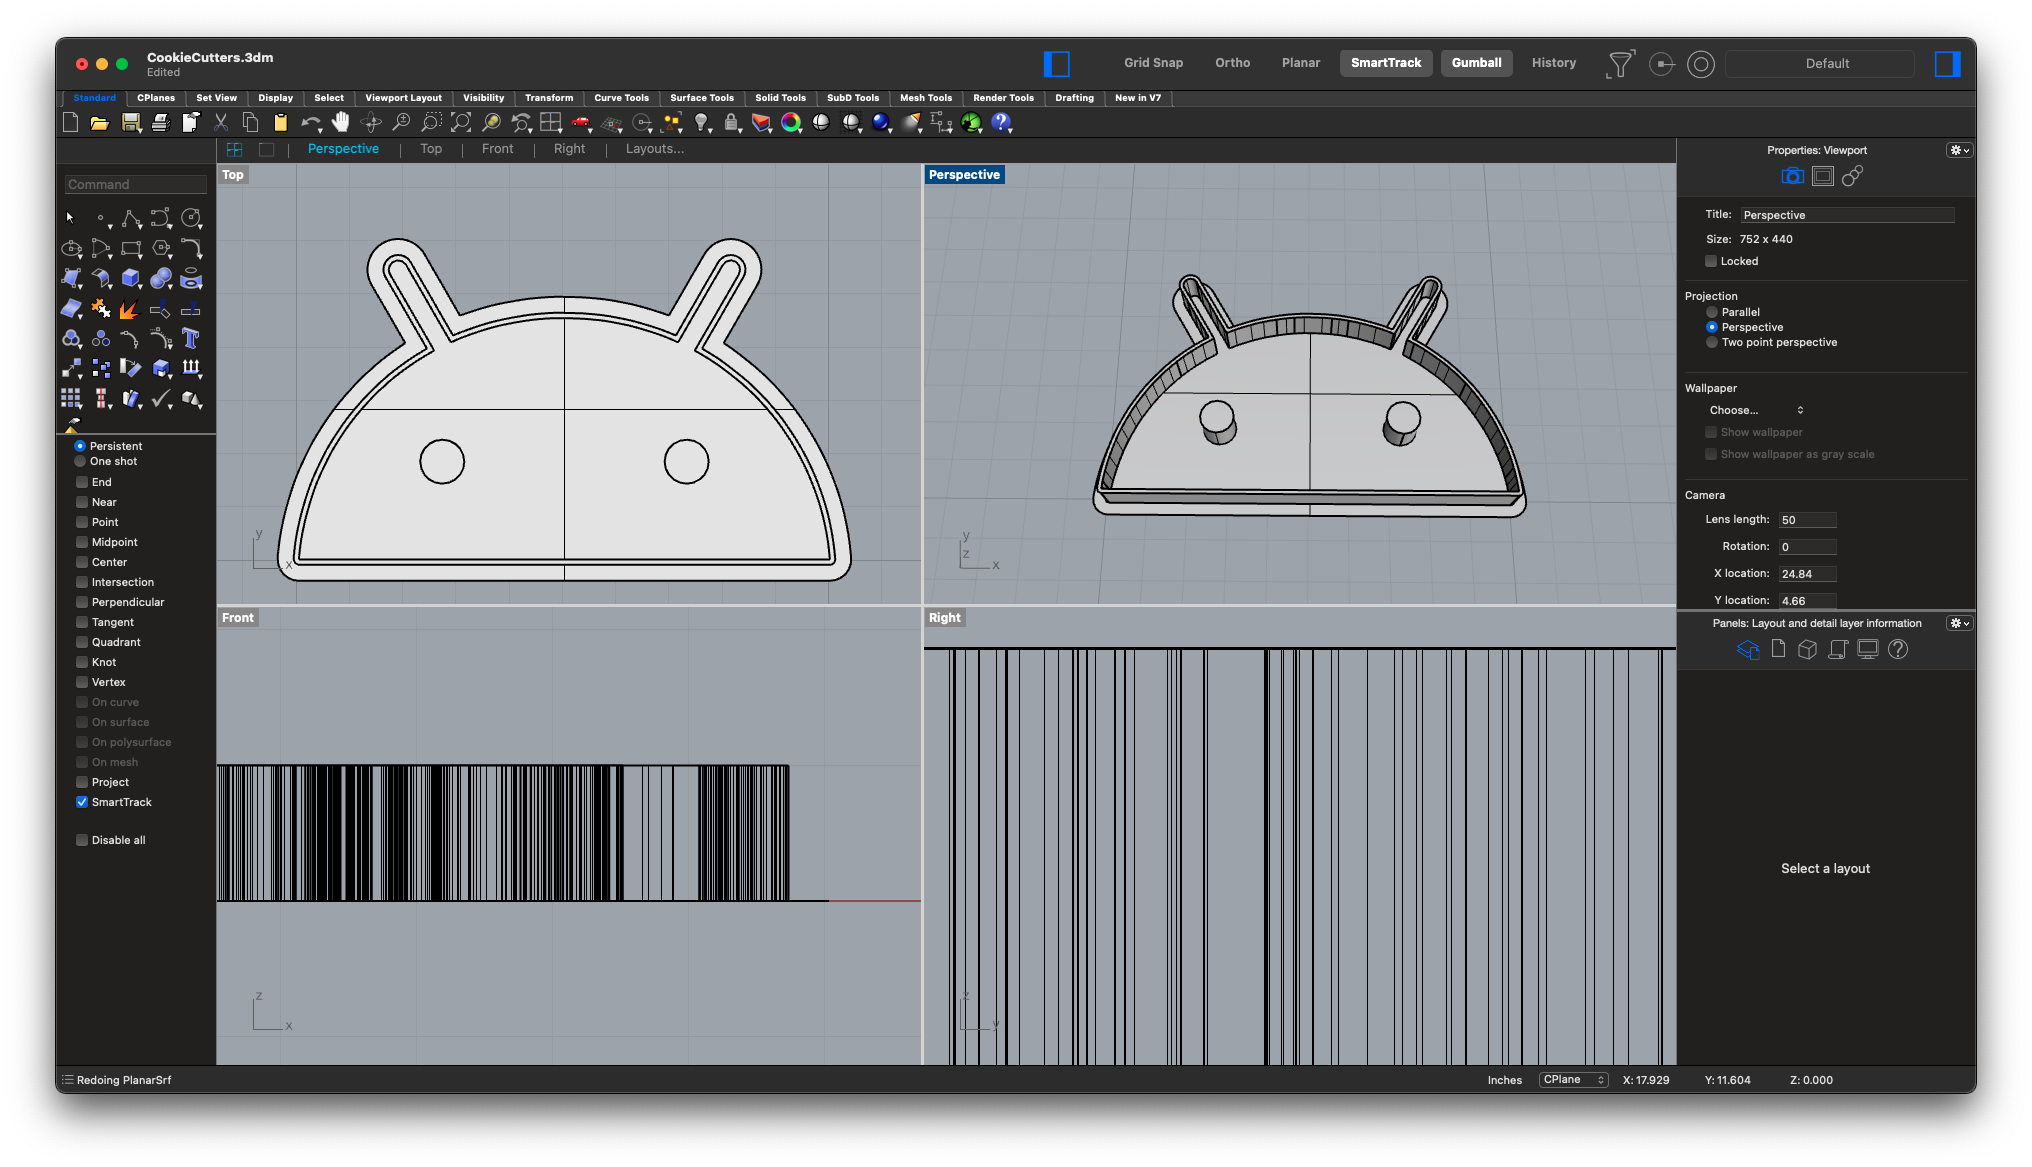 CookieCutters.3dm
Edited
Grid Snap Ortho Planar SmartTrack Gumball History Default
Standard CPlanes Set View Display Select Viewport Layout Visibility Transform Curve Tools Surface Tools Solid Tools SubD Tools Mesh Tools Render Tools Drafting New in V7
Perspective Top Front Right Layouts...
Command
Persistent
One shot
End
Near
Point
Midpoint
Center
Intersection
Perpendicular
Tangent
Quadrant
Knot
Vertex
On curve
On surface
On polysurface
On mesh
Project
SmartTrack
Disable all
Top
y
x
Perspective
y
z
x
Front
z
x
Right
z
y
Properties: Viewport
Title: Perspective
Size: 752 x 440
Locked
Projection
Parallel
Perspective
Two point perspective
Wallpaper
Choose...
Show wallpaper
Show wallpaper as gray scale
Camera
Lens length: 50
Rotation: 0
X location: 24.84
Y location: 4.66
Panels: Layout and detail layer information
Select a layout
Redoing PlanarSrf
Inches CPlane X: 17.929 Y: 11.604 Z: 0.000